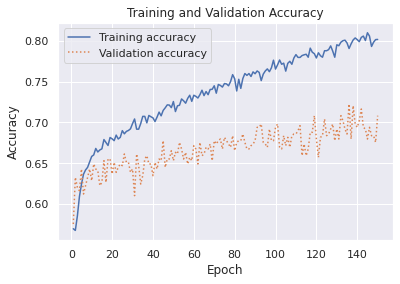 Training and Validation Accuracy
Training accuracy
Validation accuracy
0.80
0.75
0.70
0.65
0.60
Accuracy
0 20 40 60 80 100 120 140
Epoch